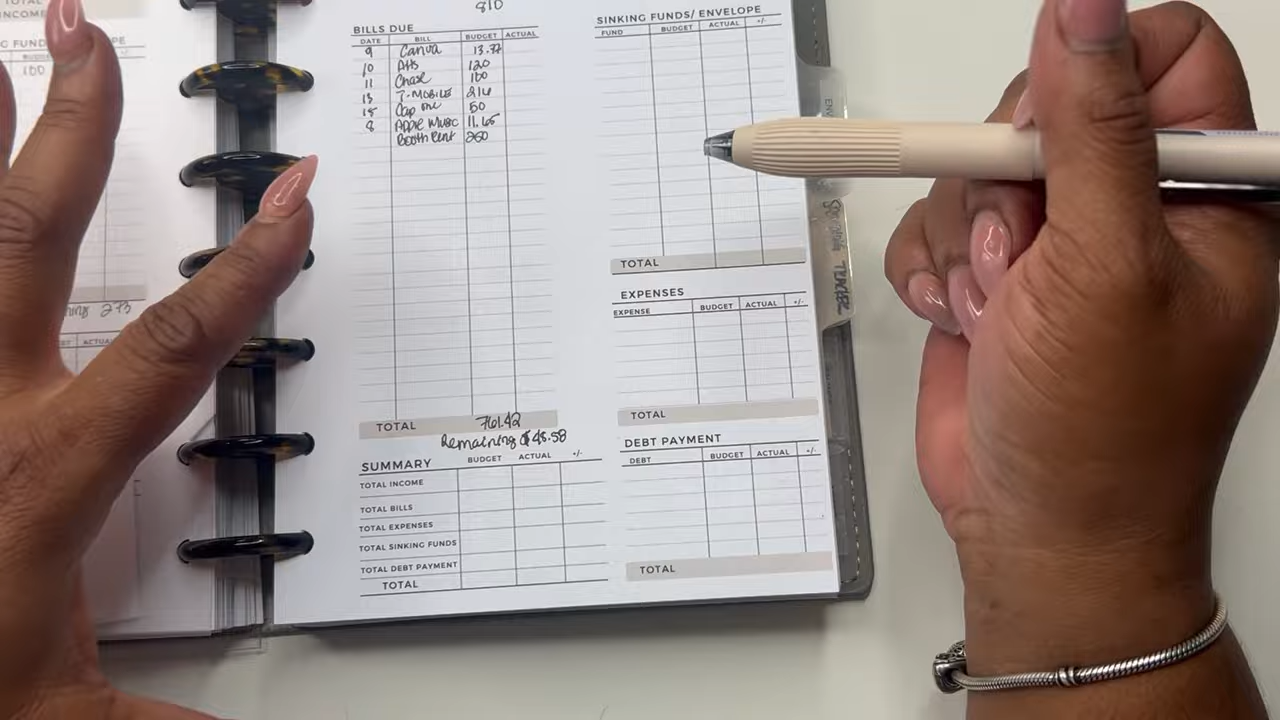 TOTAL
INCOME
BUDGET
100
273
ACTUAL
810
BILLS DUE
DATE BILL BUDGET ACTUAL
9 Canva 13.77
10 AHS 120
11 Chase 100
13 T-MOBILE 216
15 Cap One 50
8 Apple Music 11.65
Booth Rent 250
TOTAL 761.42
Remaining $48.58
SUMMARY BUDGET ACTUAL +/-
TOTAL INCOME
TOTAL BILLS
TOTAL EXPENSES
TOTAL SINKING FUNDS
TOTAL DEBT PAYMENT
TOTAL
SINKING FUNDS/ ENVELOPE
FUND BUDGET ACTUAL +/-
TOTAL
EXPENSES
EXPENSE BUDGET ACTUAL +/-
TOTAL
DEBT PAYMENT
DEBT BUDGET ACTUAL +/-
TOTAL